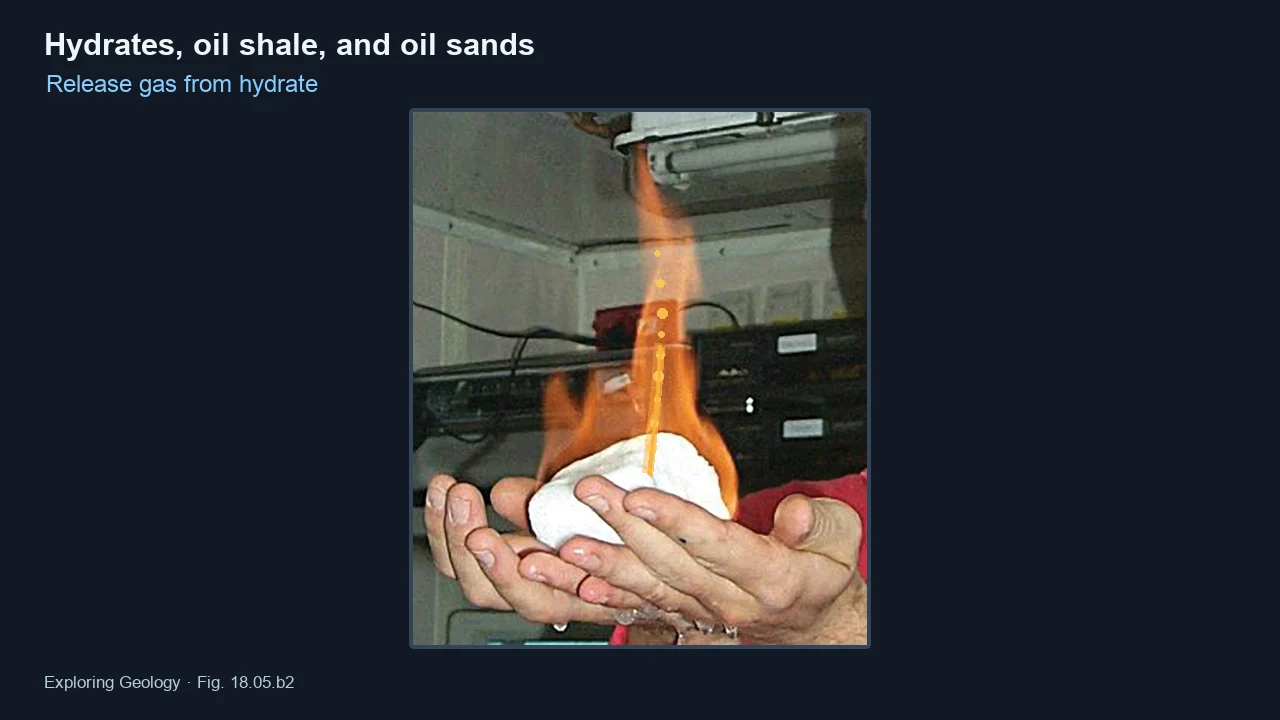 Hydrates, oil shale, and oil sands
Release gas from hydrate
Exploring Geology · Fig. 18.05.b2